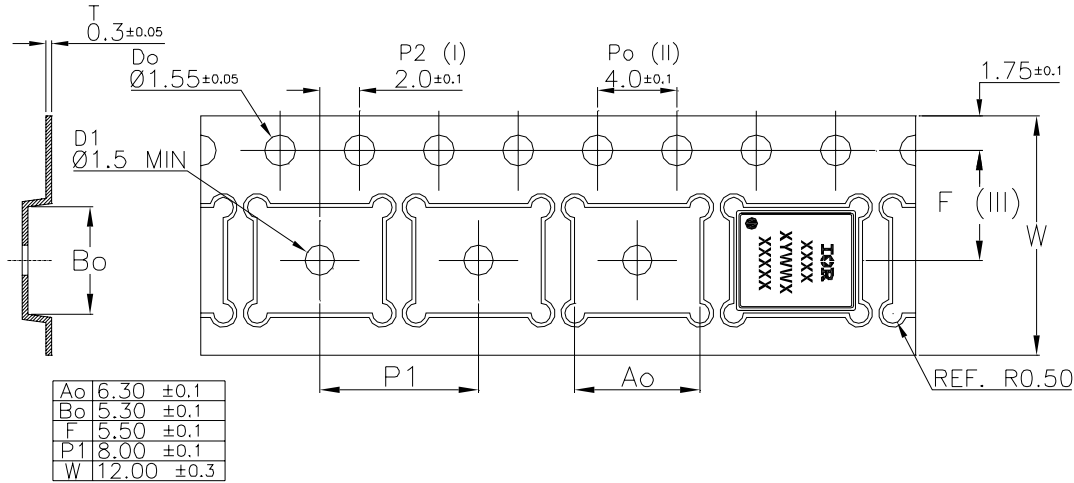 T
0.3±0.05
Do
Ø1.55±0.05
P2 (I)
2.0±0.1
Po (II)
4.0±0.1
1.75±0.1
D1
Ø1.5 MIN
F (III)
W
Bo
IOR
XXXX
XYWWX
XXXXX
P1
Ao
REF. R0.50
Ao 6.30 ±0.1
Bo 5.30 ±0.1
F 5.50 ±0.1
P1 8.00 ±0.1
W 12.00 ±0.3